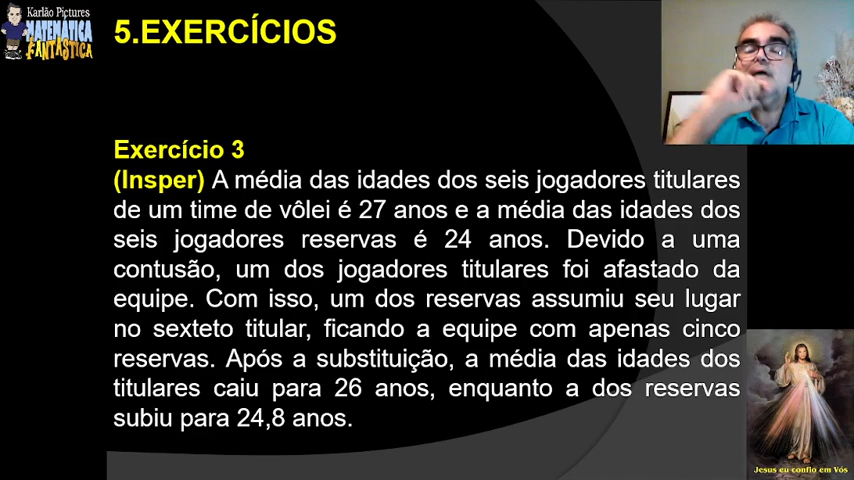 Karlão Pictures
MATEMÁTICA
FANTÁSTICA
5.EXERCÍCIOS
Exercício 3
(Insper) A média das idades dos seis jogadores titulares
de um time de vôlei é 27 anos e a média das idades dos
seis jogadores reservas é 24 anos. Devido a uma
contusão, um dos jogadores titulares foi afastado da
equipe. Com isso, um dos reservas assumiu seu lugar
no sexteto titular, ficando a equipe com apenas cinco
reservas. Após a substituição, a média das idades dos
titulares caiu para 26 anos, enquanto a dos reservas
subiu para 24,8 anos.
Jesus eu confio em Vós